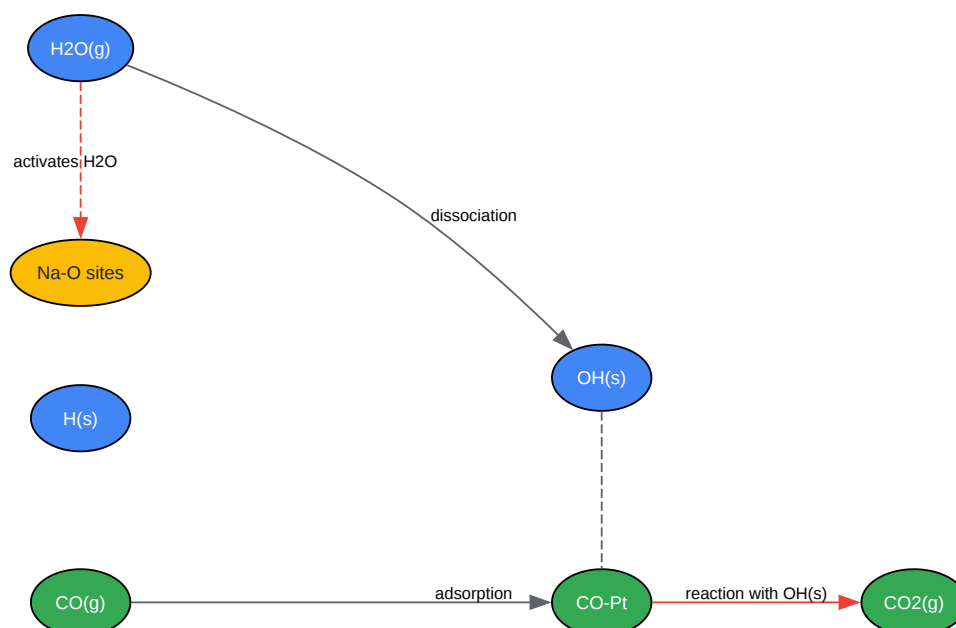 H2O(g)
activates H2O
dissociation
Na-O sites
OH(s)
H(s)
CO(g)
adsorption
CO-Pt
reaction with OH(s)
CO2(g)